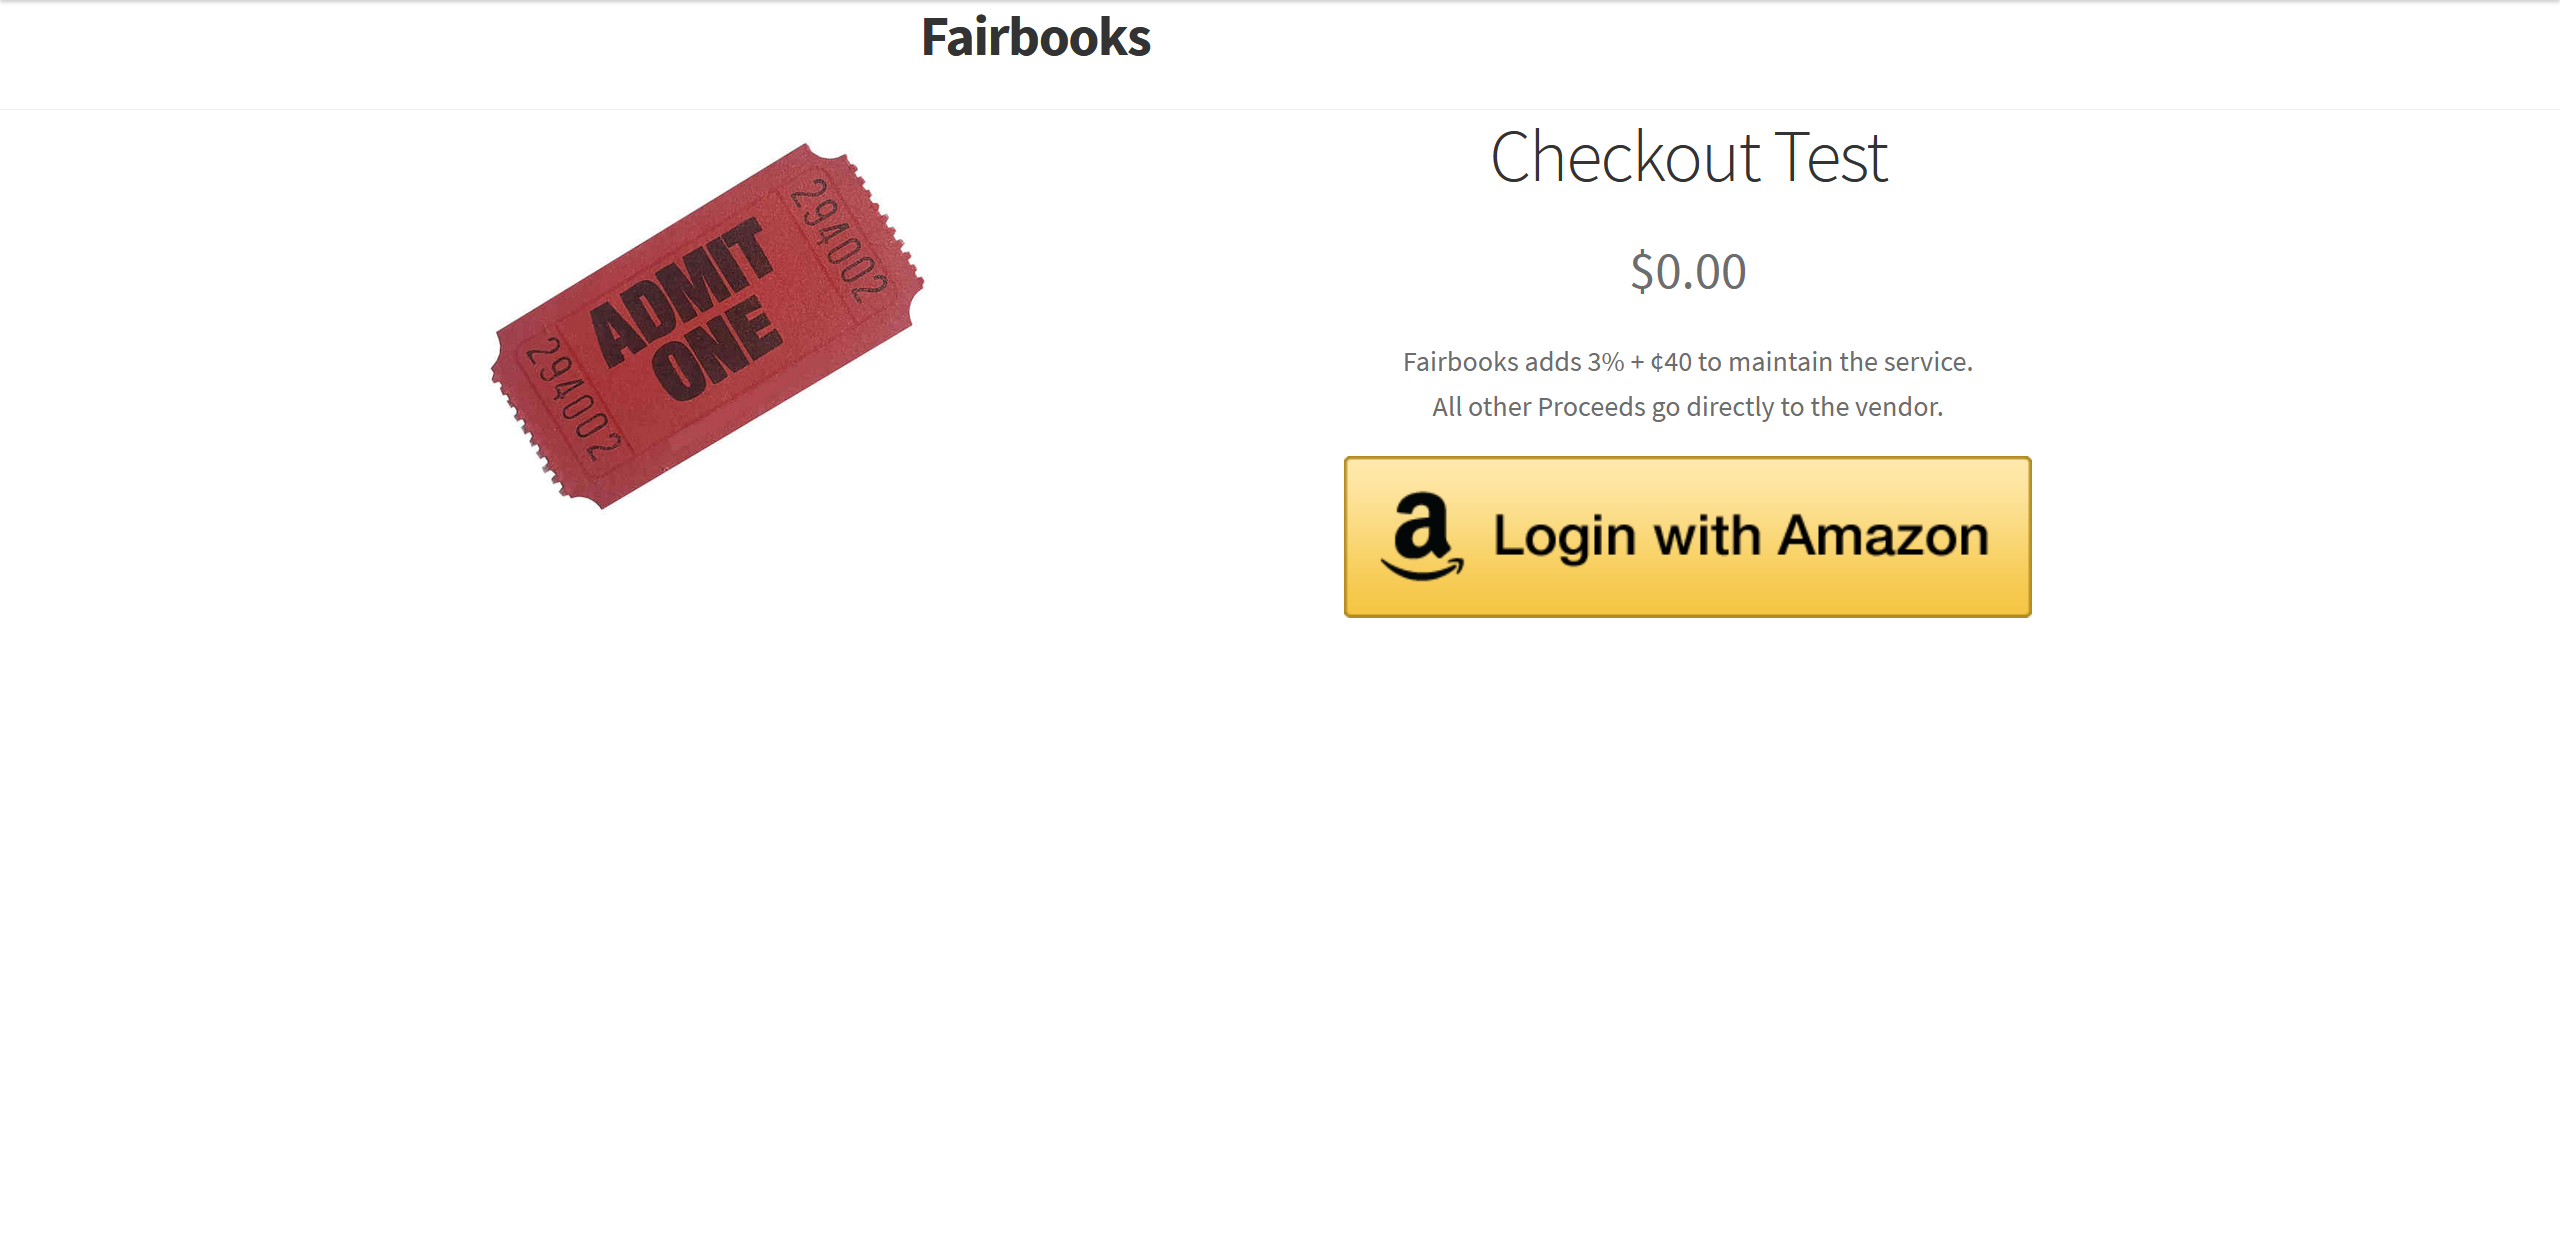 Fairbooks
294002
ADMIT
ONE
294002
Checkout Test
$0.00
Fairbooks adds 3% + ¢40 to maintain the service.
All other Proceeds go directly to the vendor.
Login with Amazon